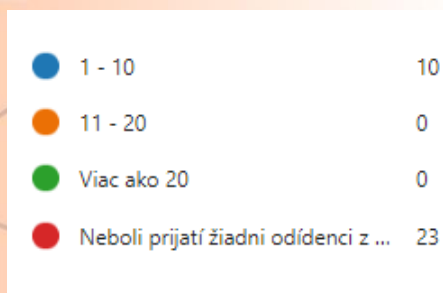 1 - 10 10
11 - 20 0
Viac ako 20 0
Neboli prijatí žiadni odídenci z ... 23